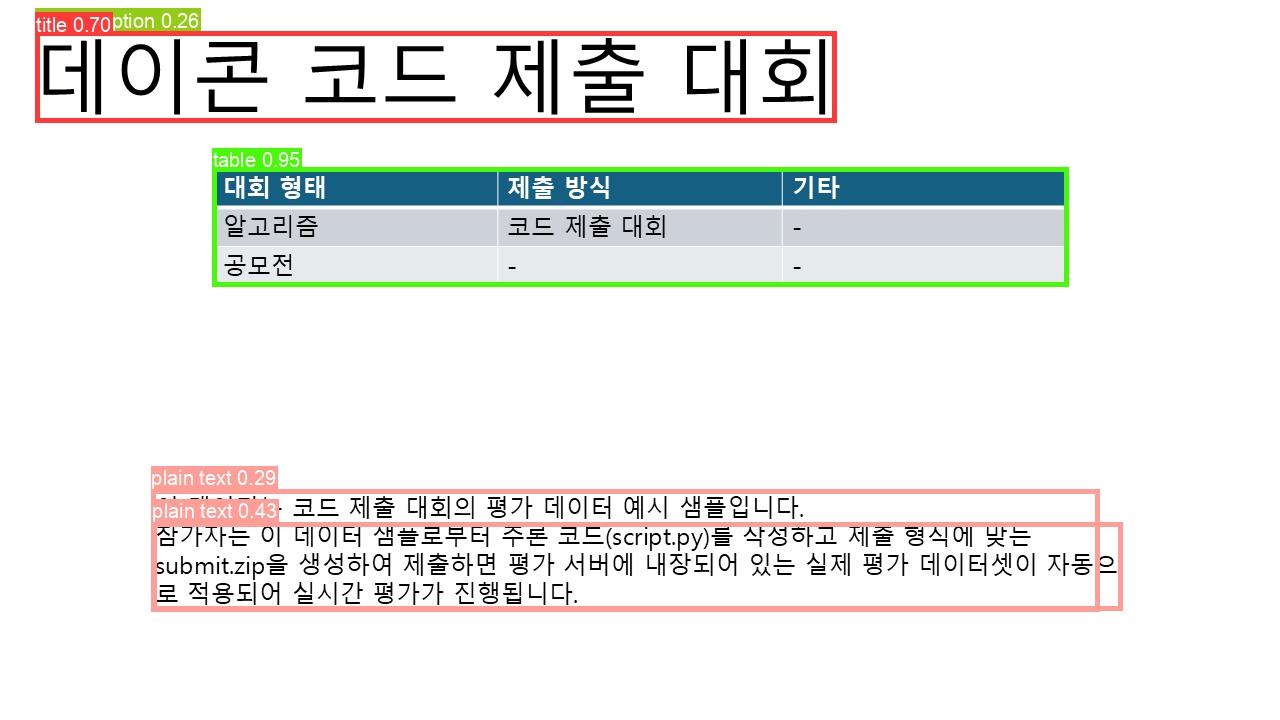 title 0.70
ption 0.26
데이콘 코드 제출 대회
table 0.95
대회 형태 제출 방식 기타
알고리즘 코드 제출 대회 -
공모전 - -
plain text 0.29
코드 제출 대회의 평가 데이터 예시 샘플입니다.
plain text 0.43
참가자는 이 데이터 샘플로부터 추론 코드(script.py)를 작성하고 제출 형식에 맞는
submit.zip을 생성하여 제출하면 평가 서버에 내장되어 있는 실제 평가 데이터셋이 자동으
로 적용되어 실시간 평가가 진행됩니다.